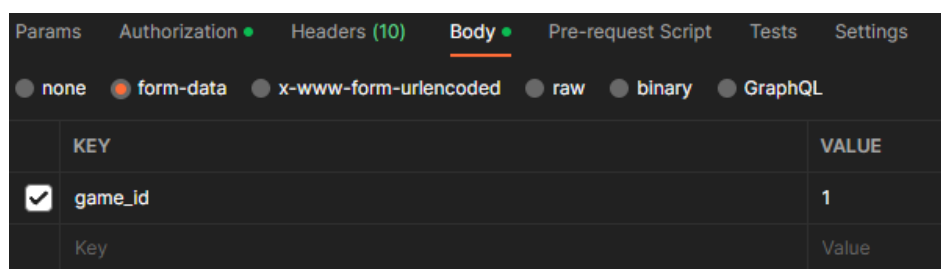 Params Authorization Headers (10) Body Pre-request Script Tests Settings
none form-data x-www-form-urlencoded raw binary GraphQL
KEY VALUE
game_id 1
Key Value